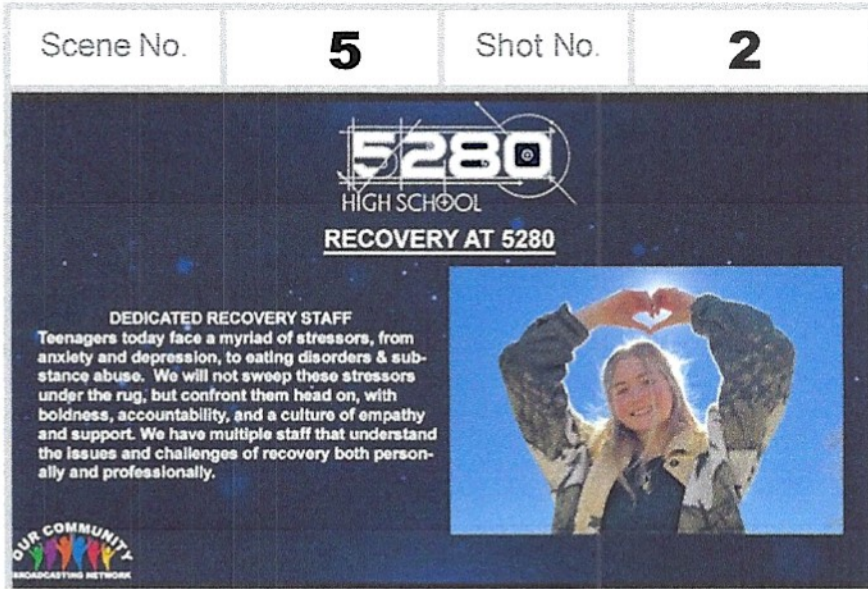 Scene No. 5 Shot No. 2
5280
HIGH SCHOOL
RECOVERY AT 5280
DEDICATED RECOVERY STAFF
Teenagers today face a myriad of stressors, from
anxiety and depression, to eating disorders & sub-
stance abuse. We will not sweep these stressors
under the rug, but confront them head on, with
boldness, accountability, and a culture of empathy
and support. We have multiple staff that understand
the issues and challenges of recovery both person-
ally and professionally.
OUR COMMUNITY
BROADCASTING NETWORK